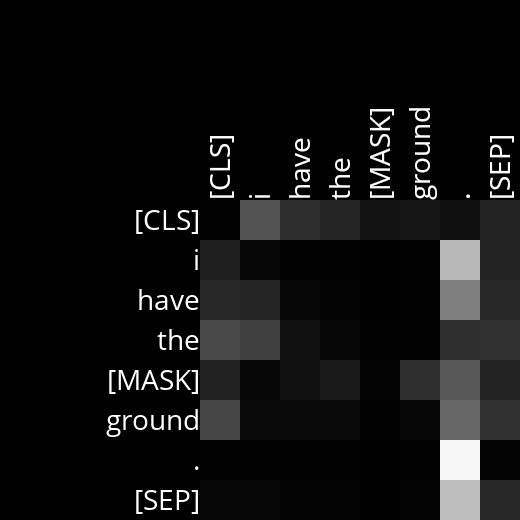 [CLS] i have the [MASK] ground . [SEP]
[CLS]
i
have
the
[MASK]
ground
.
[SEP]